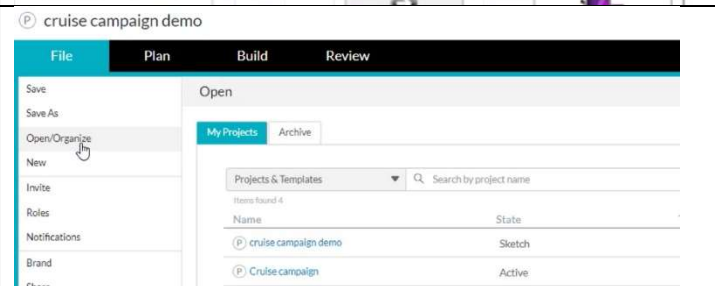 P cruise campaign demo
File Plan Build Review
Save
Open
Save As
Open/Organize
My Projects Archive
New
Projects & Templates Search by project name
Invite
Items found 4
Roles
Name State
Notifications
P cruise campaign demo Sketch
Brand
P Cruise campaign Active
Share